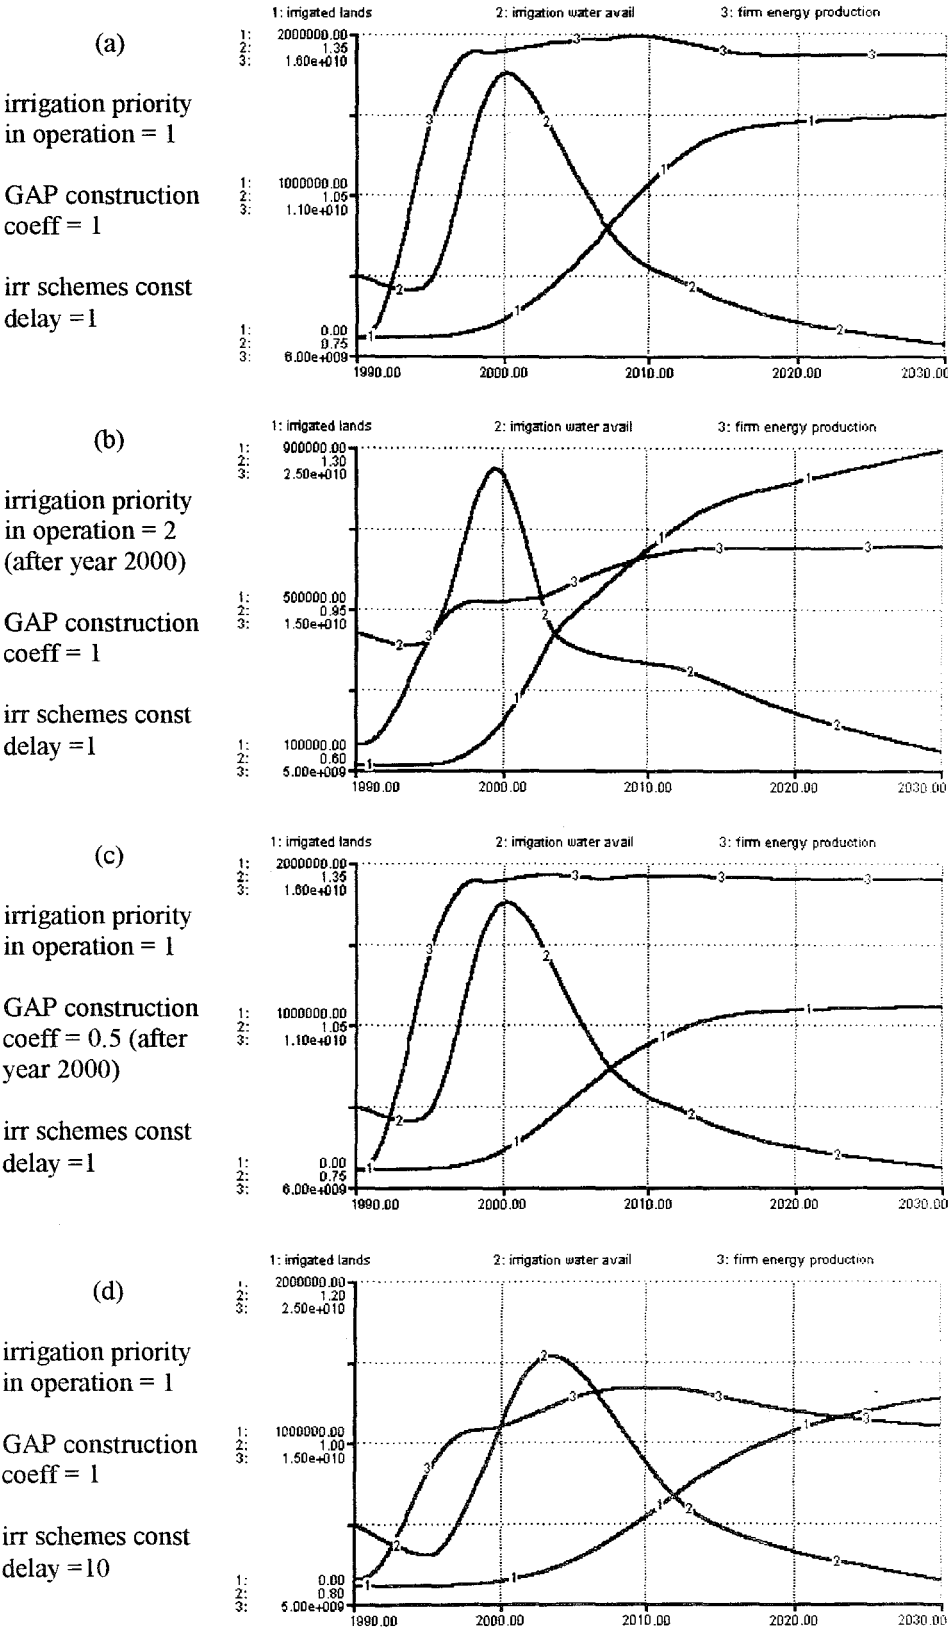 (a)
irrigation priority
in operation = 1
GAP construction
coeff = 1
irr schemes const
delay =1
1: irrigated lands 2: irrigation water avail 3: firm energy production
1: 2000000.00
2: 1.35
3: 1.60e+010
1: 1000000.00
2: 1.05
3: 1.10e+010
1: 0.00
2: 0.75
3: 6.00e+009
1990.00 2000.00 2010.00 2020.00 2030.00
(b)
irrigation priority
in operation = 2
(after year 2000)
GAP construction
coeff = 1
irr schemes const
delay =1
1: irrigated lands 2: irrigation water avail 3: firm energy production
1: 900000.00
2: 1.30
3: 2.50e+010
1: 500000.00
2: 0.95
3: 1.50e+010
1: 100000.00
2: 0.60
3: 5.00e+009
1990.00 2000.00 2010.00 2020.00 2030.00
(c)
irrigation priority
in operation = 1
GAP construction
coeff = 0.5 (after
year 2000)
irr schemes const
delay =1
1: irrigated lands 2: irrigation water avail 3: firm energy production
1: 2000000.00
2: 1.35
3: 1.60e+010
1: 1000000.00
2: 1.05
3: 1.10e+010
1: 0.00
2: 0.75
3: 6.00e+009
1990.00 2000.00 2010.00 2020.00 2030.00
(d)
irrigation priority
in operation = 1
GAP construction
coeff = 1
irr schemes const
delay =10
1: irrigated lands 2: irrigation water avail 3: firm energy production
1: 2000000.00
2: 1.20
3: 2.50e+010
1: 1000000.00
2: 1.00
3: 1.50e+010
1: 0.00
2: 0.80
3: 5.00e+009
1990.00 2000.00 2010.00 2020.00 2030.00